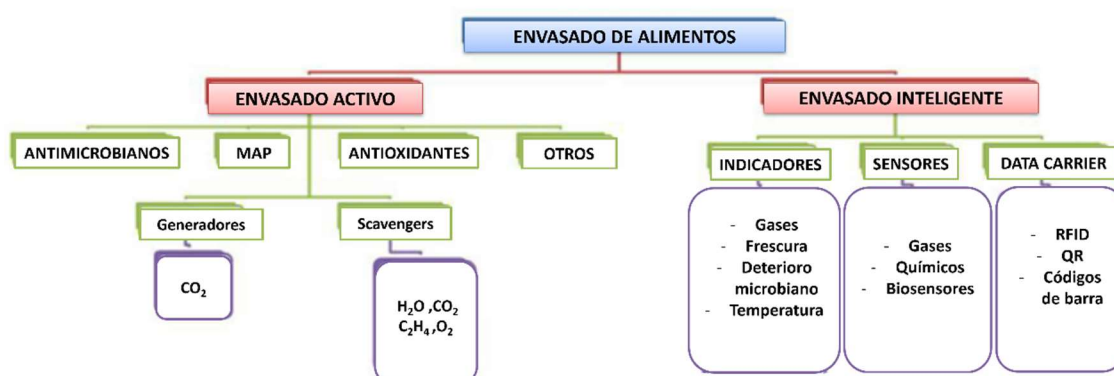 ENVASADO DE ALIMENTOS
ENVASADO ACTIVO
ENVASADO INTELIGENTE
ANTIMICROBIANOS
MAP
ANTIOXIDANTES
OTROS
INDICADORES
SENSORES
DATA CARRIER
Generadores
Scavengers
CO₂
H₂O ,CO₂
C₂H₄ ,O₂
- Gases
- Frescura
- Deterioro
microbiano
- Temperatura
- Gases
- Químicos
- Biosensores
- RFID
- QR
- Códigos
de barra